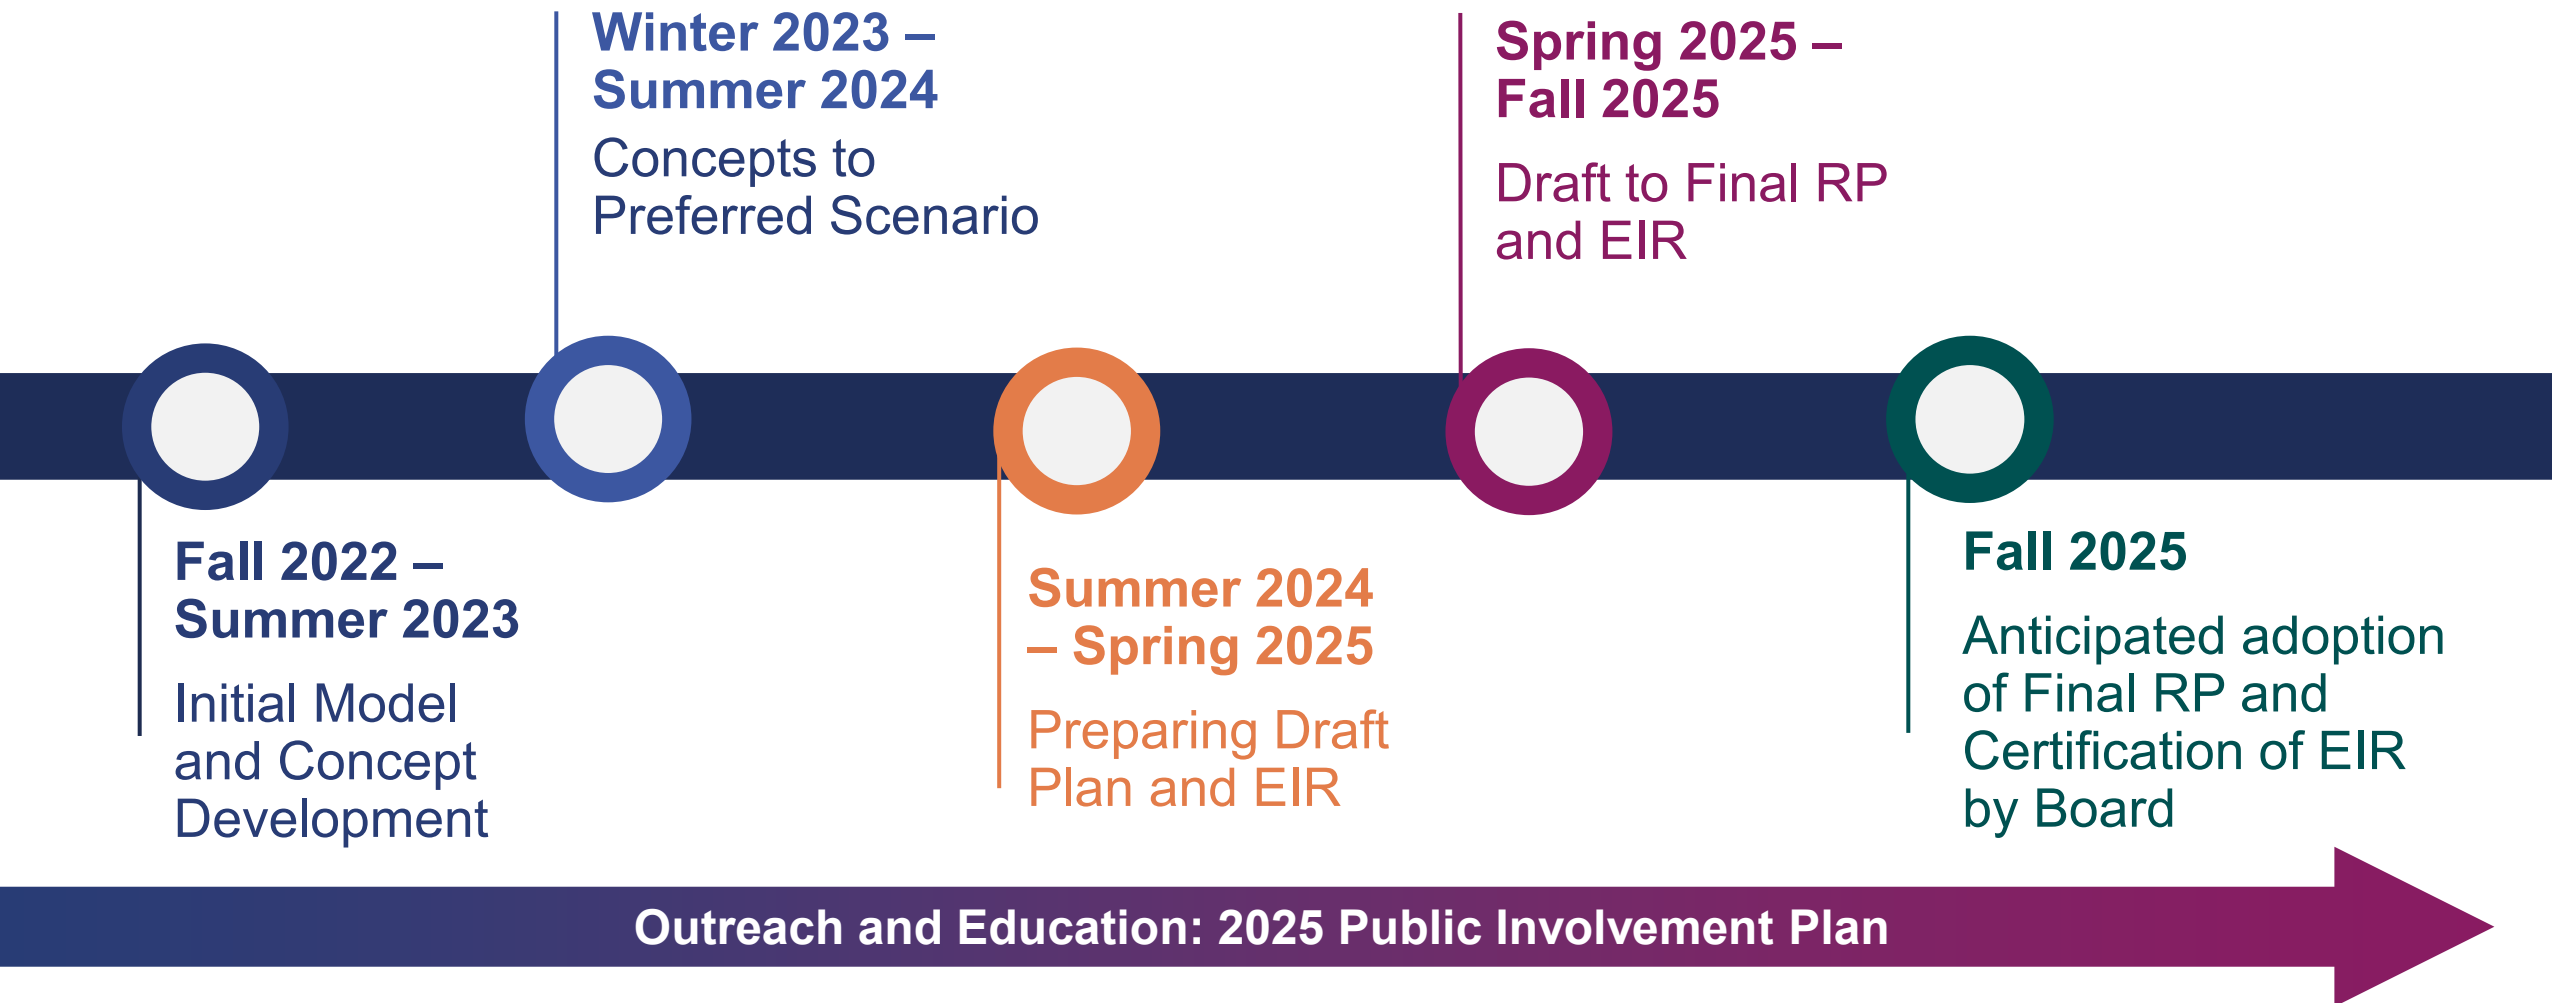 Fall 2022 –
Summer 2023
Initial Model
and Concept
Development
Winter 2023 –
Summer 2024
Concepts to
Preferred Scenario
Summer 2024
– Spring 2025
Preparing Draft
Plan and EIR
Spring 2025 –
Fall 2025
Draft to Final RP
and EIR
Fall 2025
Anticipated adoption
of Final RP and
Certification of EIR
by Board
Outreach and Education: 2025 Public Involvement Plan